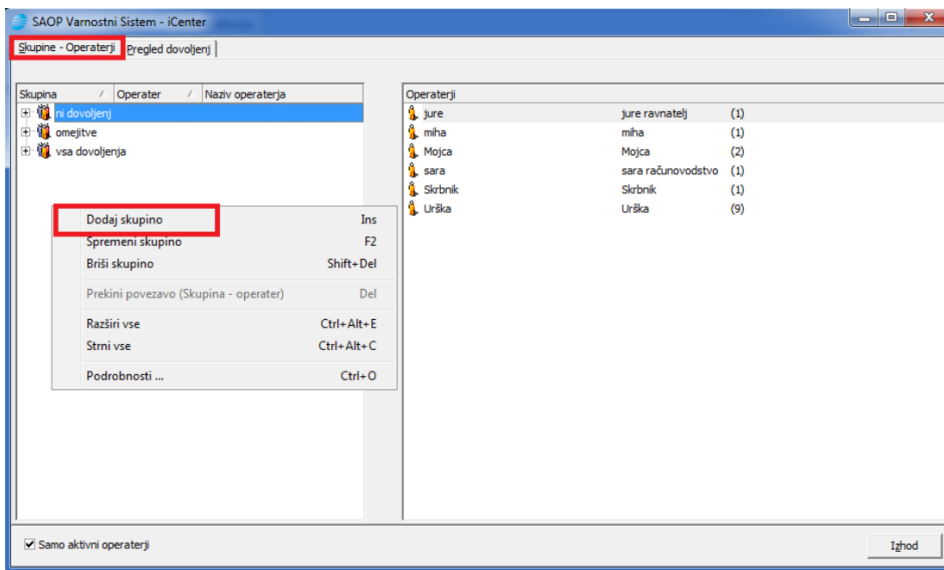 SAOP Varnostni Sistem - iCenter
Skupine - Operaterji Pregled dovoljenj
Skupina / Operater / Naziv operaterja
ni dovoljenj
omejitve
vsa dovoljenja
Operaterji
jure jure ravnatelj (1)
miha miha (1)
Mojca Mojca (2)
sara sara računovodstvo (1)
Skrbnik Skrbnik (1)
Urška Urška (9)
Dodaj skupino Ins
Spremeni skupino F2
Briši skupino Shift+Del
Prekini povezavo (Skupina - operater) Del
Razširi vse Ctrl+Alt+E
Strni vse Ctrl+Alt+C
Podrobnosti ... Ctrl+O
Samo aktivni operaterji
Izhod